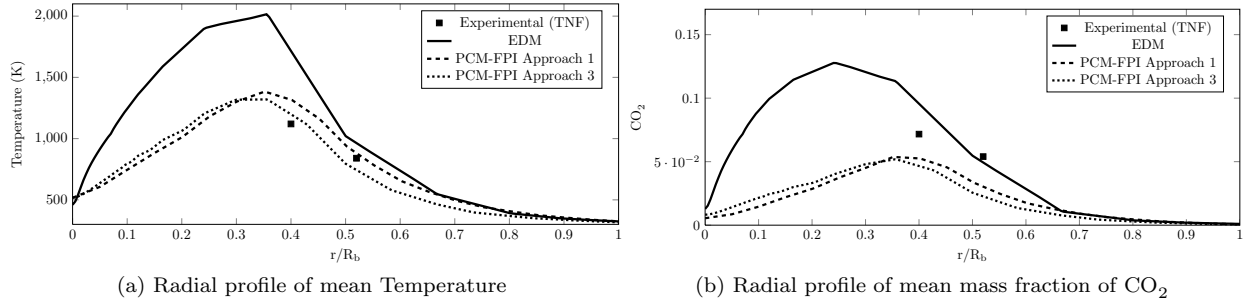 2,000
1,500
1,000
500
Temperature (K)
0 0.1 0.2 0.3 0.4 0.5 0.6 0.7 0.8 0.9 1
r/R_b
Experimental (TNF)
EDM
PCM-FPI Approach 1
PCM-FPI Approach 3
(a) Radial profile of mean Temperature
0.15
0.1
5 · 10⁻²
0
CO₂
0 0.1 0.2 0.3 0.4 0.5 0.6 0.7 0.8 0.9 1
r/R_b
Experimental (TNF)
EDM
PCM-FPI Approach 1
PCM-FPI Approach 3
(b) Radial profile of mean mass fraction of CO₂